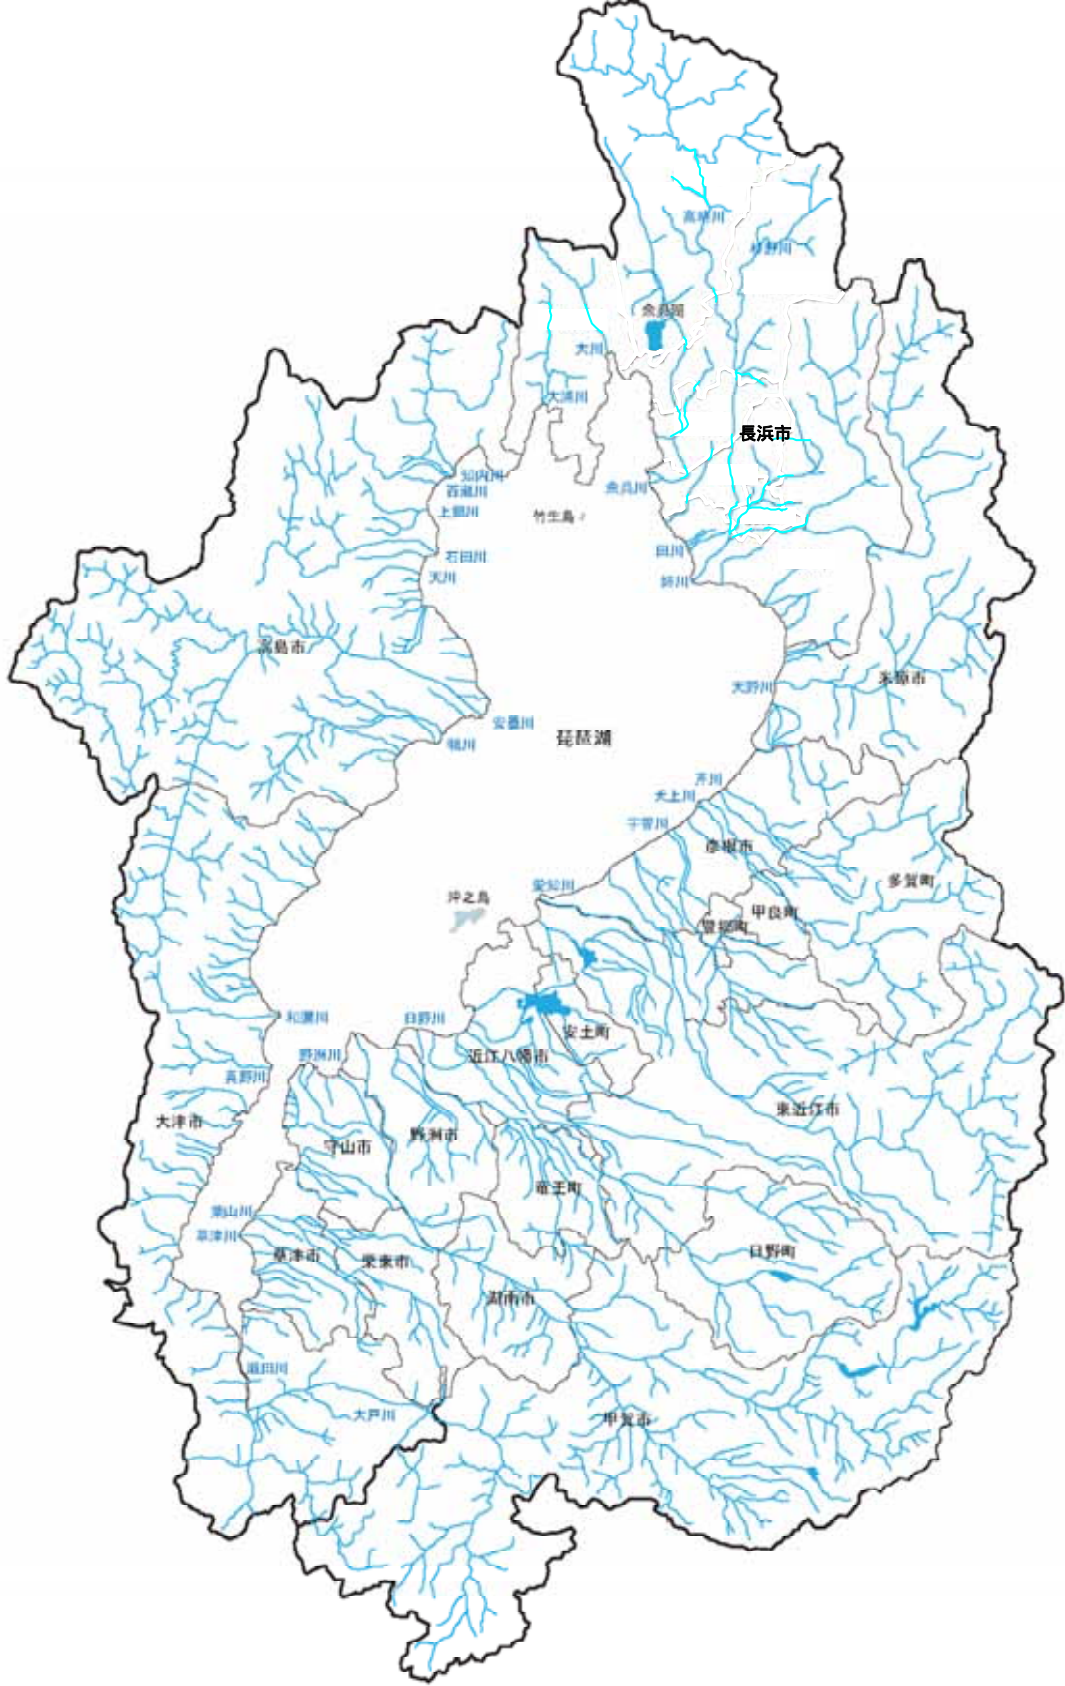 高時川
杉野川
余呉湖
大川
大浦川
長浜市
知内川
百瀬川
余呉川
上郷川
竹生島
石田川
田川
天川
姉川
高島市
米原市
天野川
安曇川
琵琶湖
鴨川
芹川
犬上川
宇曽川
彦根市
多賀町
愛知川
沖之島
甲良町
豊郷町
和邇川
日野川
安土町
野洲川
近江八幡市
真野川
東近江市
大津市
野洲市
守山市
竜王町
葉山川
草津川
日野町
草津市
栗東市
湖南市
瀬田川
大戸川
甲賀市